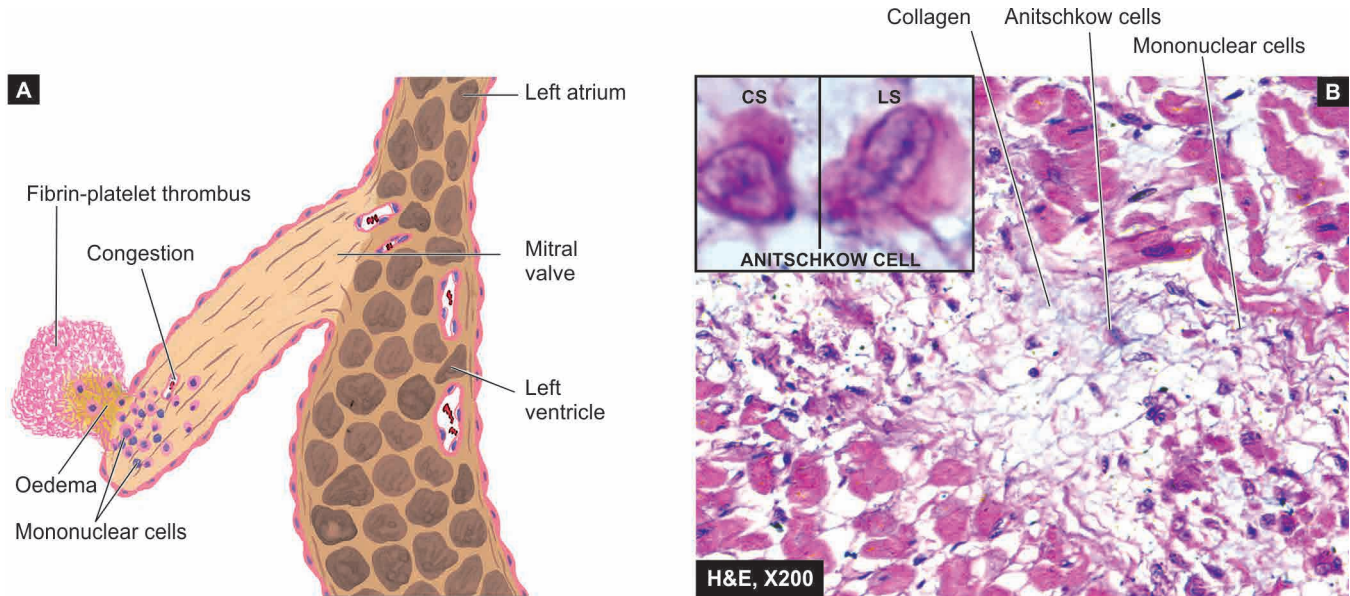 A
Left atrium
Fibrin-platelet thrombus
Congestion
Mitral
valve
Left
ventricle
Oedema
Mononuclear cells
Collagen
Anitschkow cells
Mononuclear cells
B
CS
LS
ANITSCHKOW CELL
H&E, X200